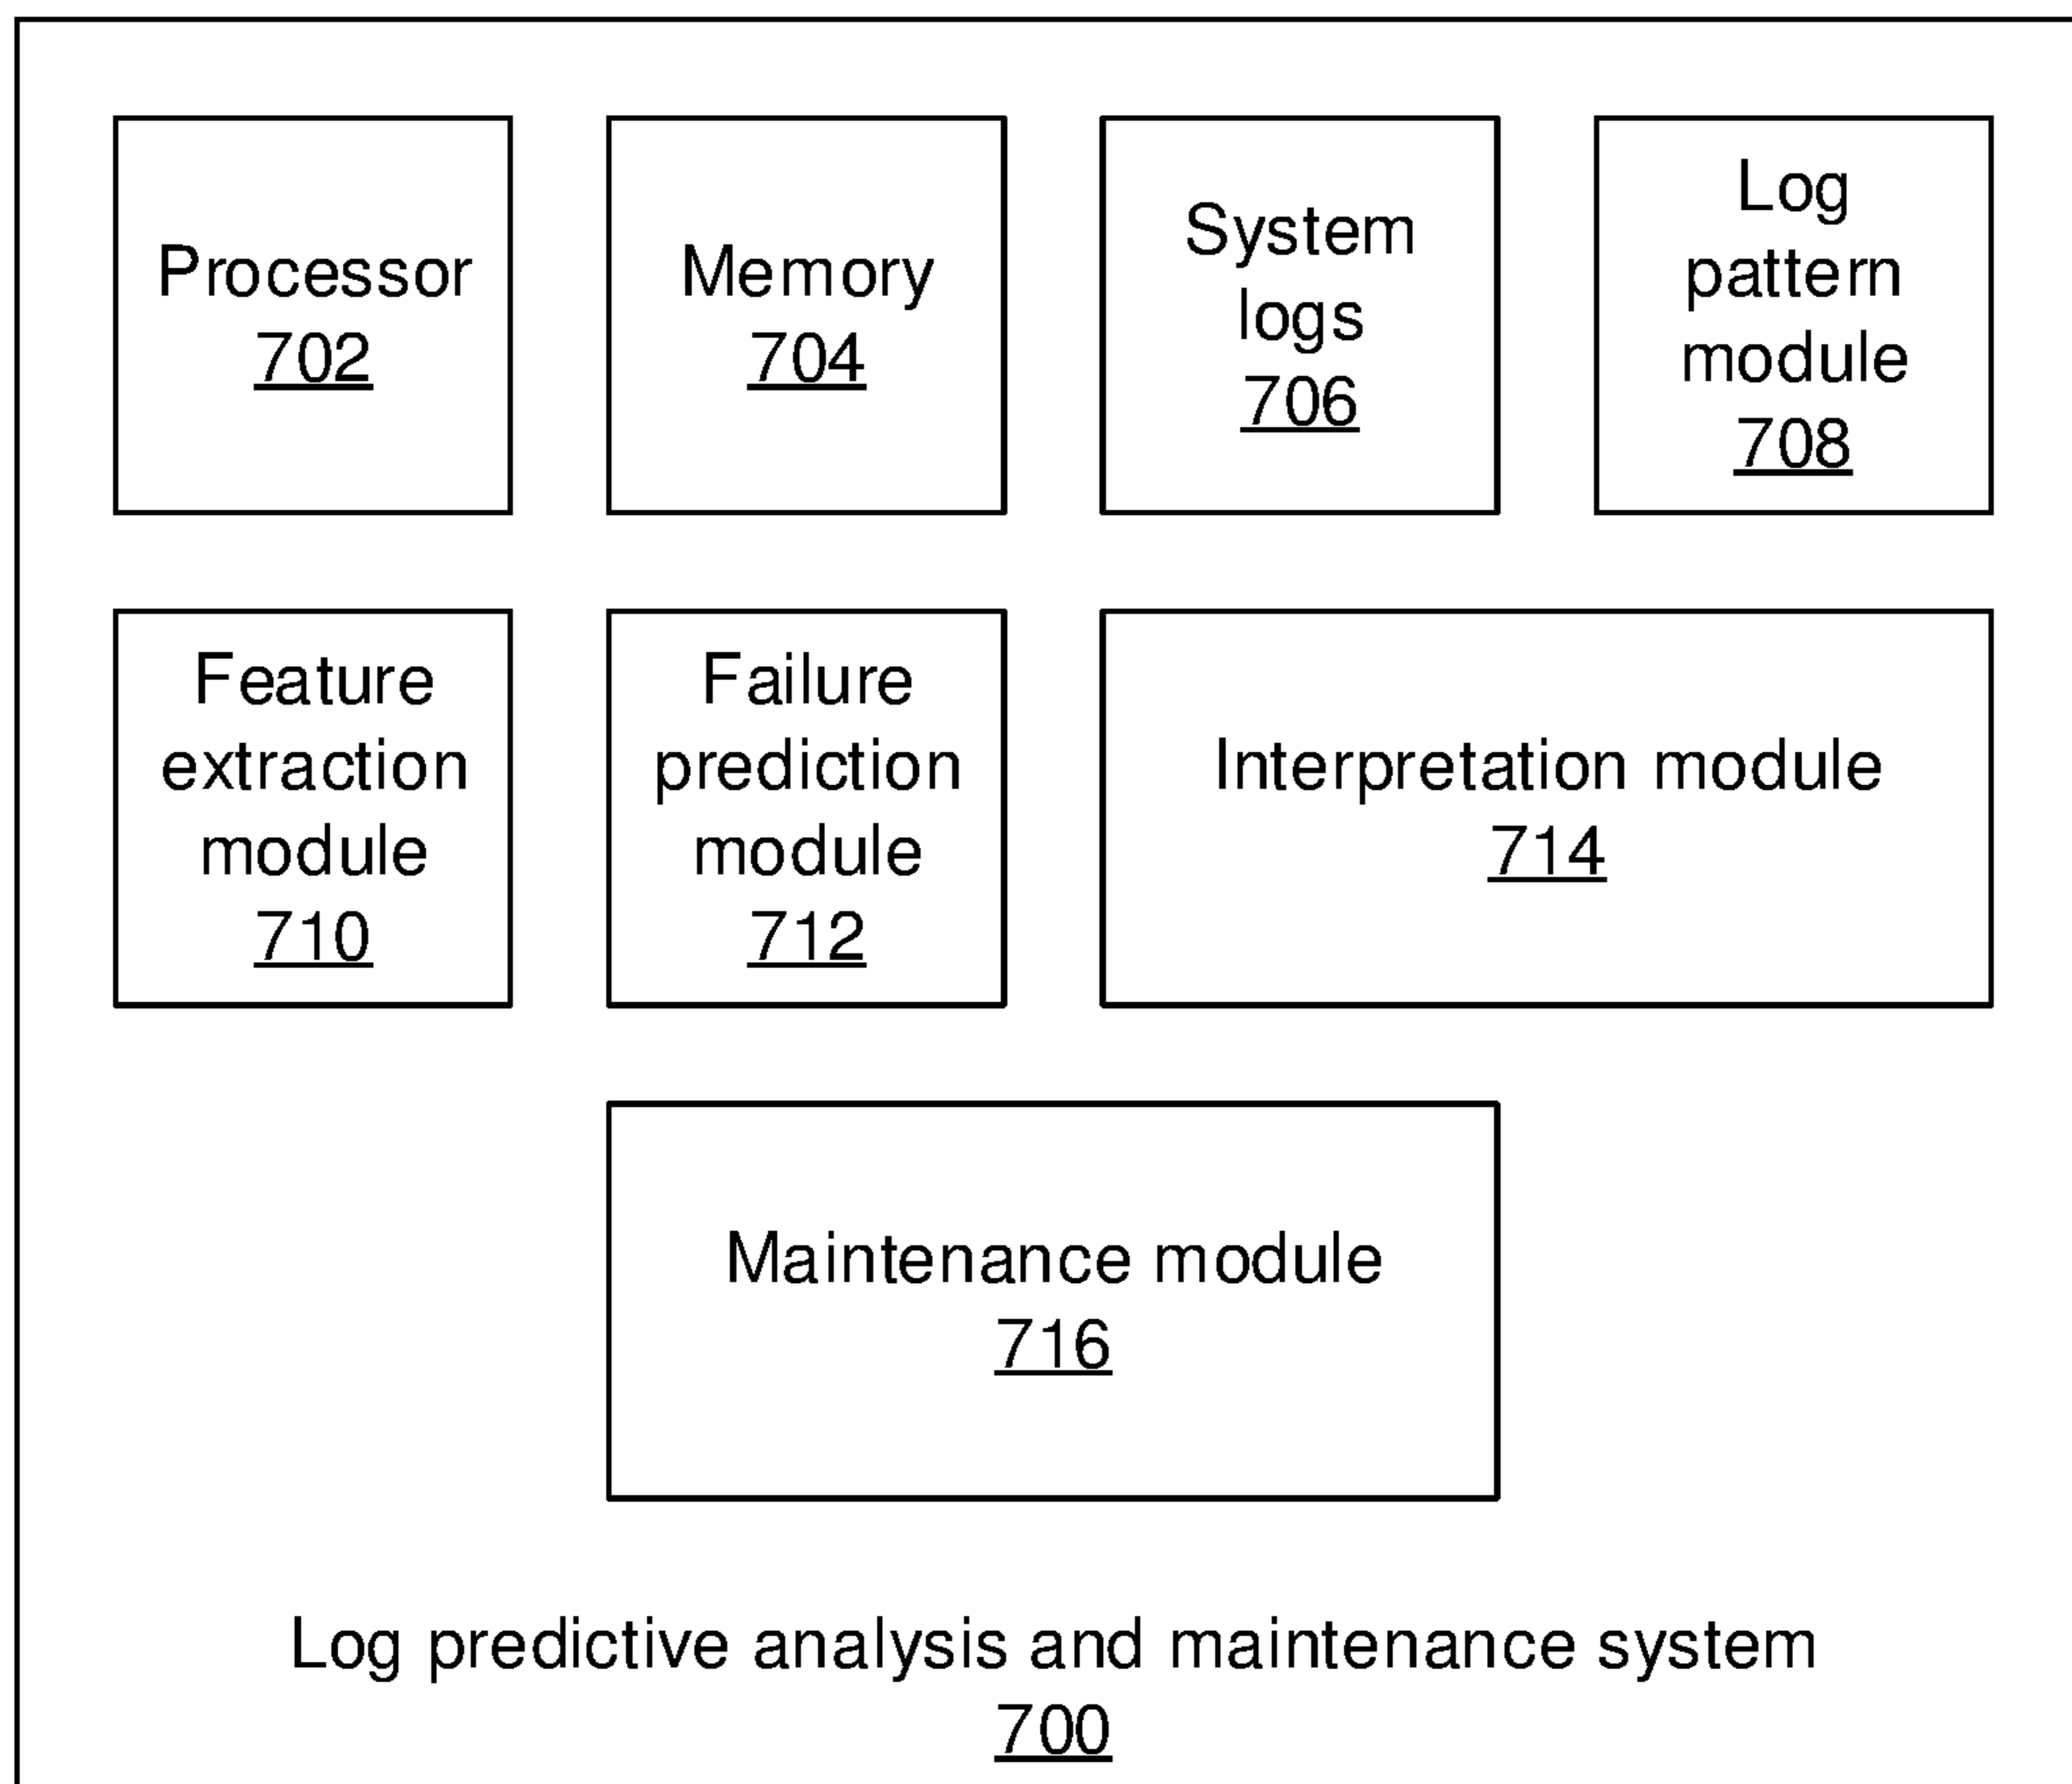 Processor
702
Memory
704
System
logs
706
Log
pattern
module
708
Feature
extraction
module
710
Failure
prediction
module
712
Interpretation module
714
Maintenance module
716
Log predictive analysis and maintenance system
700